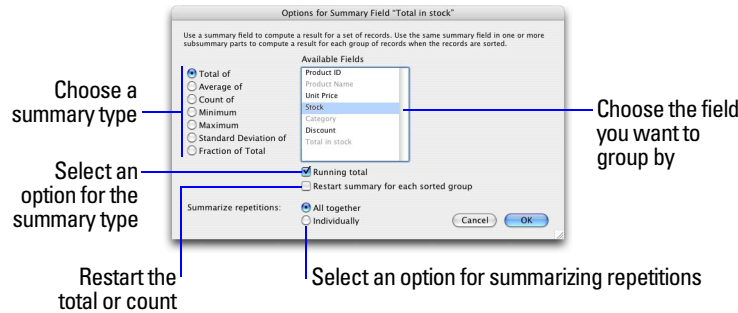 Options for Summary Field "Total in stock"
Use a summary field to compute a result for a set of records. Use the same summary field in one or more
subsummary parts to compute a result for each group of records when the records are sorted.
Available Fields
Total of
Average of
Count of
Minimum
Maximum
Standard Deviation of
Fraction of Total
Product ID
Product Name
Unit Price
Stock
Category
Discount
Total in stock
Choose a
summary type
Choose the field
you want to
group by
Running total
Restart summary for each sorted group
Select an
option for the
summary type
Summarize repetitions:
All together
Individually
Cancel
OK
Restart the
total or count
Select an option for summarizing repetitions